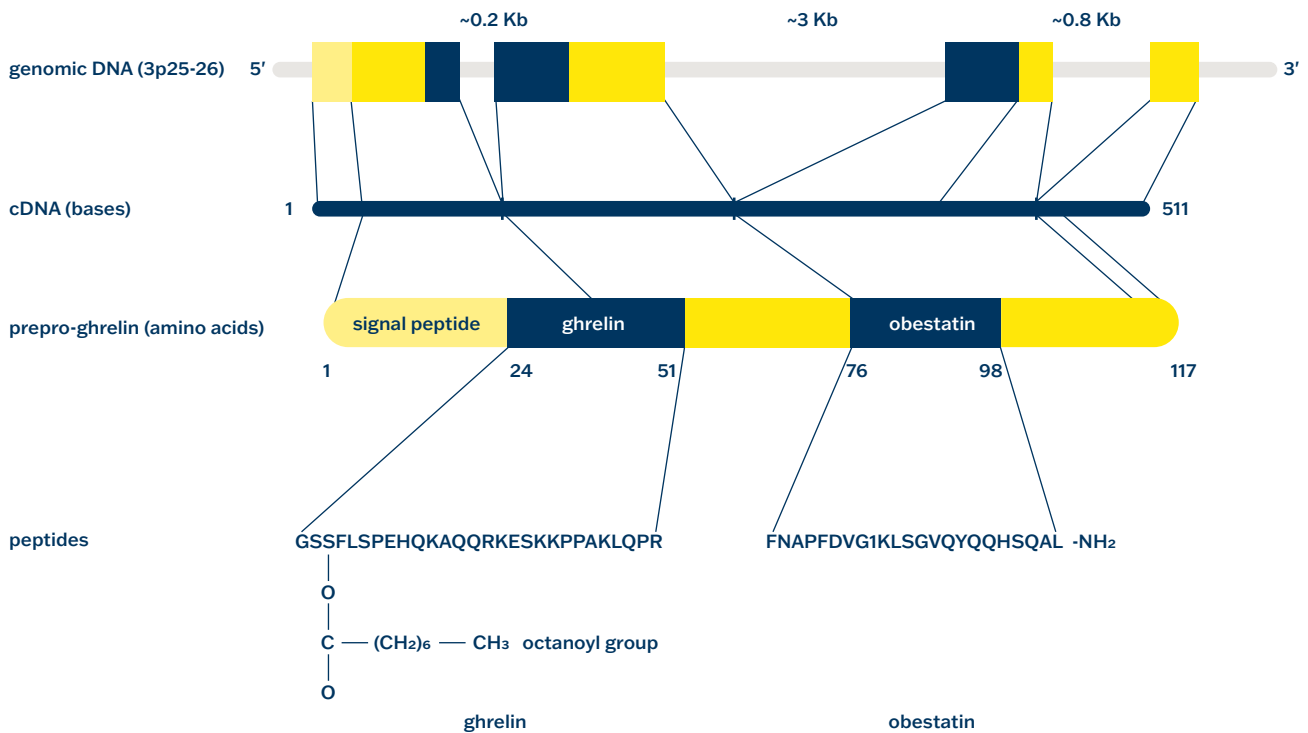 ~0.2 Kb ~3 Kb ~0.8 Kb
genomic DNA (3p25-26) 5′ 3′
cDNA (bases) 1 511
prepro-ghrelin (amino acids) signal peptide ghrelin obestatin
1 24 51 76 98 117
peptides GSSFLSPEHQKAQQRKESKKPPAKLQPR FNAPFDVG1KLSGVQYQQHSQAL -NH₂
O
C (CH₂)₆ CH₃ octanoyl group
O
ghrelin obestatin